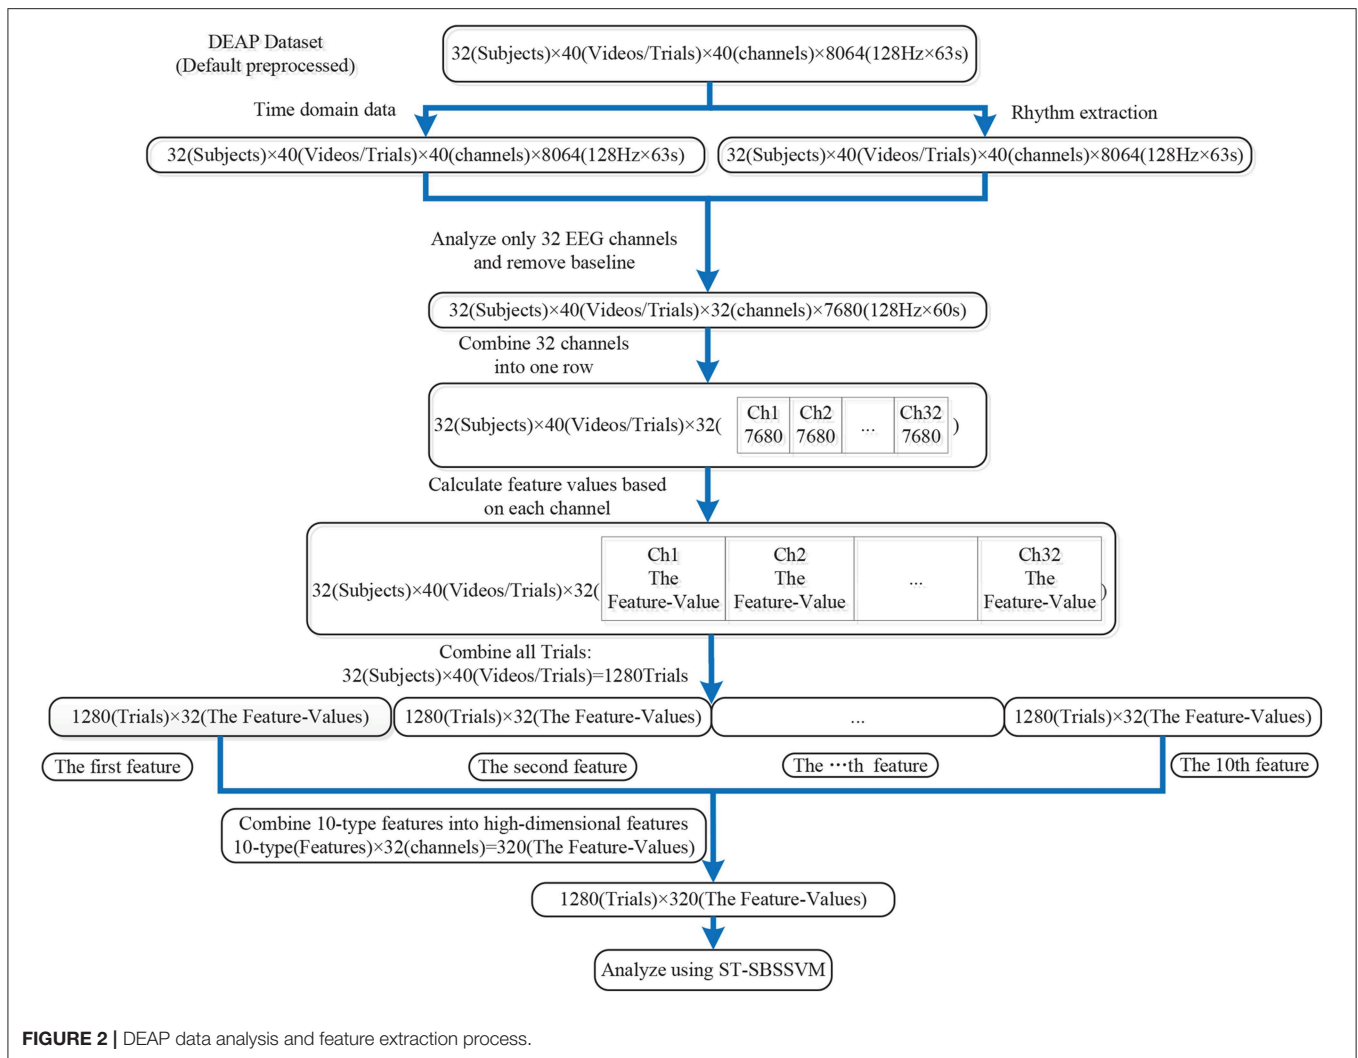 DEAP Dataset
(Default preprocessed)
32(Subjects)×40(Videos/Trials)×40(channels)×8064(128Hz×63s)
Time domain data
Rhythm extraction
32(Subjects)×40(Videos/Trials)×40(channels)×8064(128Hz×63s)
32(Subjects)×40(Videos/Trials)×40(channels)×8064(128Hz×63s)
Analyze only 32 EEG channels
and remove baseline
32(Subjects)×40(Videos/Trials)×32(channels)×7680(128Hz×60s)
Combine 32 channels
into one row
32(Subjects)×40(Videos/Trials)×32(
Ch1
7680
Ch2
7680
...
Ch32
7680
)
Calculate feature values based
on each channel
32(Subjects)×40(Videos/Trials)×32(
Ch1
The
Feature-Value
Ch2
The
Feature-Value
...
Ch32
The
Feature-Value
)
Combine all Trials:
32(Subjects)×40(Videos/Trials)=1280Trials
1280(Trials)×32(The Feature-Values)
1280(Trials)×32(The Feature-Values)
...
1280(Trials)×32(The Feature-Values)
The first feature
The second feature
The ···th feature
The 10th feature
Combine 10-type features into high-dimensional features
10-type(Features)×32(channels)=320(The Feature-Values)
1280(Trials)×320(The Feature-Values)
Analyze using ST-SBSSVM
FIGURE 2 | DEAP data analysis and feature extraction process.